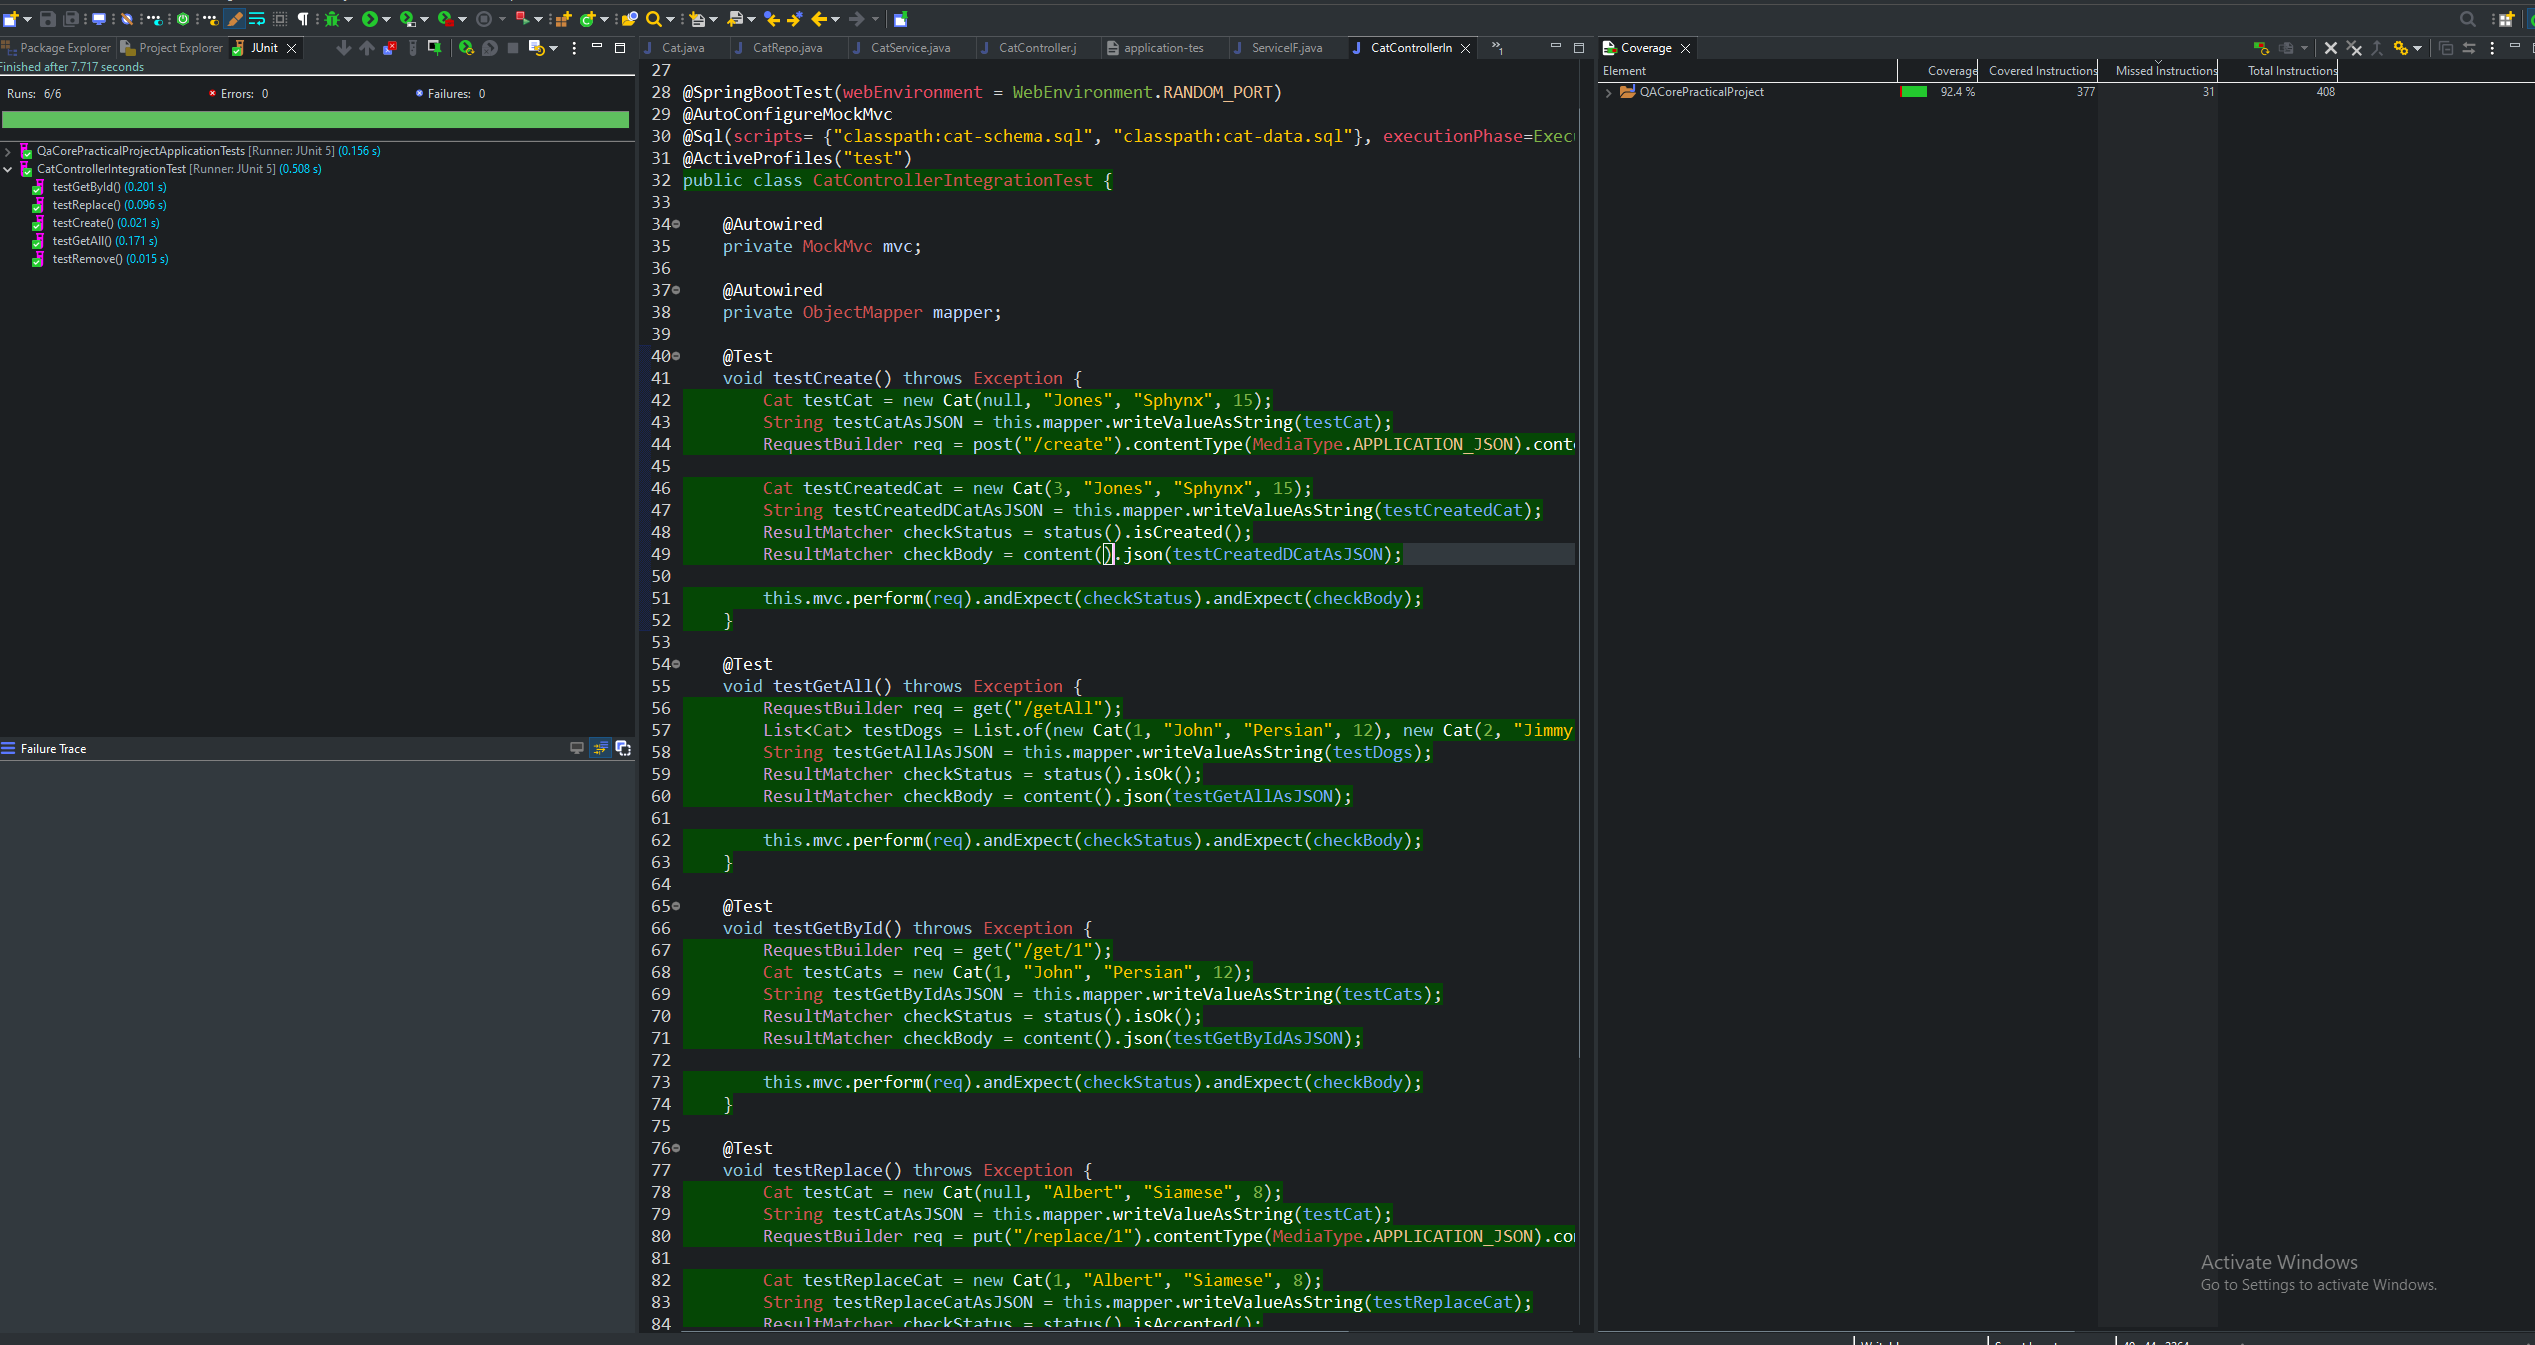 Package Explorer Project Explorer JUnit
Finished after 7.717 seconds
Runs: 6/6 Errors: 0 Failures: 0
QaCorePracticalProjectApplicationTests [Runner: JUnit 5] (0.156 s)
CatControllerIntegrationTest [Runner: JUnit 5] (0.508 s)
testGetById() (0.201 s)
testReplace() (0.096 s)
testCreate() (0.021 s)
testGetAll() (0.171 s)
testRemove() (0.015 s)
Failure Trace
Cat.java CatRepo.java CatService.java CatController.j application-tes ServiceIF.java CatControllerIn
27
28 @SpringBootTest(webEnvironment = WebEnvironment.RANDOM_PORT)
29 @AutoConfigureMockMvc
30 @Sql(scripts= {"classpath:cat-schema.sql", "classpath:cat-data.sql"}, executionPhase=Exec
31 @ActiveProfiles("test")
32 public class CatControllerIntegrationTest {
33
34 @Autowired
35 private MockMvc mvc;
36
37 @Autowired
38 private ObjectMapper mapper;
39
40 @Test
41 void testCreate() throws Exception {
42 Cat testCat = new Cat(null, "Jones", "Sphynx", 15);
43 String testCatAsJSON = this.mapper.writeValueAsString(testCat);
44 RequestBuilder req = post("/create").contentType(MediaType.APPLICATION_JSON).cont
45
46 Cat testCreatedCat = new Cat(3, "Jones", "Sphynx", 15);
47 String testCreatedDCatAsJSON = this.mapper.writeValueAsString(testCreatedCat);
48 ResultMatcher checkStatus = status().isCreated();
49 ResultMatcher checkBody = content().json(testCreatedDCatAsJSON);
50
51 this.mvc.perform(req).andExpect(checkStatus).andExpect(checkBody);
52 }
53
54 @Test
55 void testGetAll() throws Exception {
56 RequestBuilder req = get("/getAll");
57 List<Cat> testDogs = List.of(new Cat(1, "John", "Persian", 12), new Cat(2, "Jimmy
58 String testGetAllAsJSON = this.mapper.writeValueAsString(testDogs);
59 ResultMatcher checkStatus = status().isOk();
60 ResultMatcher checkBody = content().json(testGetAllAsJSON);
61
62 this.mvc.perform(req).andExpect(checkStatus).andExpect(checkBody);
63 }
64
65 @Test
66 void testGetById() throws Exception {
67 RequestBuilder req = get("/get/1");
68 Cat testCats = new Cat(1, "John", "Persian", 12);
69 String testGetByIdAsJSON = this.mapper.writeValueAsString(testCats);
70 ResultMatcher checkStatus = status().isOk();
71 ResultMatcher checkBody = content().json(testGetByIdAsJSON);
72
73 this.mvc.perform(req).andExpect(checkStatus).andExpect(checkBody);
74 }
75
76 @Test
77 void testReplace() throws Exception {
78 Cat testCat = new Cat(null, "Albert", "Siamese", 8);
79 String testCatAsJSON = this.mapper.writeValueAsString(testCat);
80 RequestBuilder req = put("/replace/1").contentType(MediaType.APPLICATION_JSON).co
81
82 Cat testReplaceCat = new Cat(1, "Albert", "Siamese", 8);
83 String testReplaceCatAsJSON = this.mapper.writeValueAsString(testReplaceCat);
84 ResultMatcher checkStatus = status().isAccepted();
Coverage
Element Coverage Covered Instructions Missed Instructions Total Instructions
QACorePracticalProject 92.4 % 377 31 408
Activate Windows
Go to Settings to activate Windows.